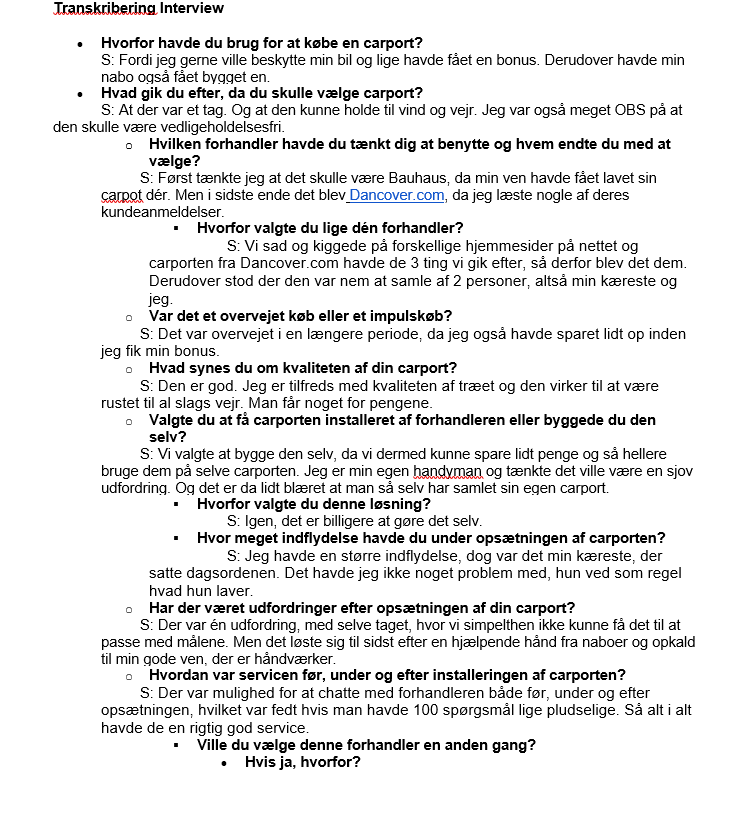 Transkribering Interview
• Hvorfor havde du brug for at købe en carport?
S: Fordi jeg gerne ville beskytte min bil og lige havde fået en bonus. Derudover havde min
nabo også fået bygget en.
• Hvad gik du efter, da du skulle vælge carport?
S: At der var et tag. Og at den kunne holde til vind og vejr. Jeg var også meget OBS på at
den skulle være vedligeholdelsesfri.
o Hvilken forhandler havde du tænkt dig at benytte og hvem endte du med at
vælge?
S: Først tænkte jeg at det skulle være Bauhaus, da min ven havde fået lavet sin
carpot dér. Men i sidste ende det blev Dancover.com, da jeg læste nogle af deres
kundeanmeldelser.
▪ Hvorfor valgte du lige dén forhandler?
S: Vi sad og kiggede på forskellige hjemmesider på nettet og
carporten fra Dancover.com havde de 3 ting vi gik efter, så derfor blev det dem.
Derudover stod der den var nem at samle af 2 personer, altså min kæreste og
jeg.
o Var det et overvejet køb eller et impulskøb?
S: Det var overvejet i en længere periode, da jeg også havde sparet lidt op inden
jeg fik min bonus.
o Hvad synes du om kvaliteten af din carport?
S: Den er god. Jeg er tilfreds med kvaliteten af træet og den virker til at være
rustet til al slags vejr. Man får noget for pengene.
o Valgte du at få carporten installeret af forhandleren eller byggede du den
selv?
S: Vi valgte at bygge den selv, da vi dermed kunne spare lidt penge og så hellere
bruge dem på selve carporten. Jeg er min egen handyman og tænkte det ville være en sjov
udfordring. Og det er da lidt blæret at man så selv har samlet sin egen carport.
▪ Hvorfor valgte du denne løsning?
S: Igen, det er billigere at gøre det selv.
▪ Hvor meget indflydelse havde du under opsætningen af carporten?
S: Jeg havde en større indflydelse, dog var det min kæreste, der
satte dagsordenen. Det havde jeg ikke noget problem med, hun ved som regel
hvad hun laver.
o Har der været udfordringer efter opsætningen af din carport?
S: Der var én udfordring, med selve taget, hvor vi simpelthen ikke kunne få det til at
passe med målene. Men det løste sig til sidst efter en hjælpende hånd fra naboer og opkald
til min gode ven, der er håndværker.
o Hvordan var servicen før, under og efter installeringen af carporten?
S: Der var mulighed for at chatte med forhandleren både før, under og efter
opsætningen, hvilket var fedt hvis man havde 100 spørgsmål lige pludselige. Så alt i alt
havde de en rigtig god service.
▪ Ville du vælge denne forhandler en anden gang?
• Hvis ja, hvorfor?